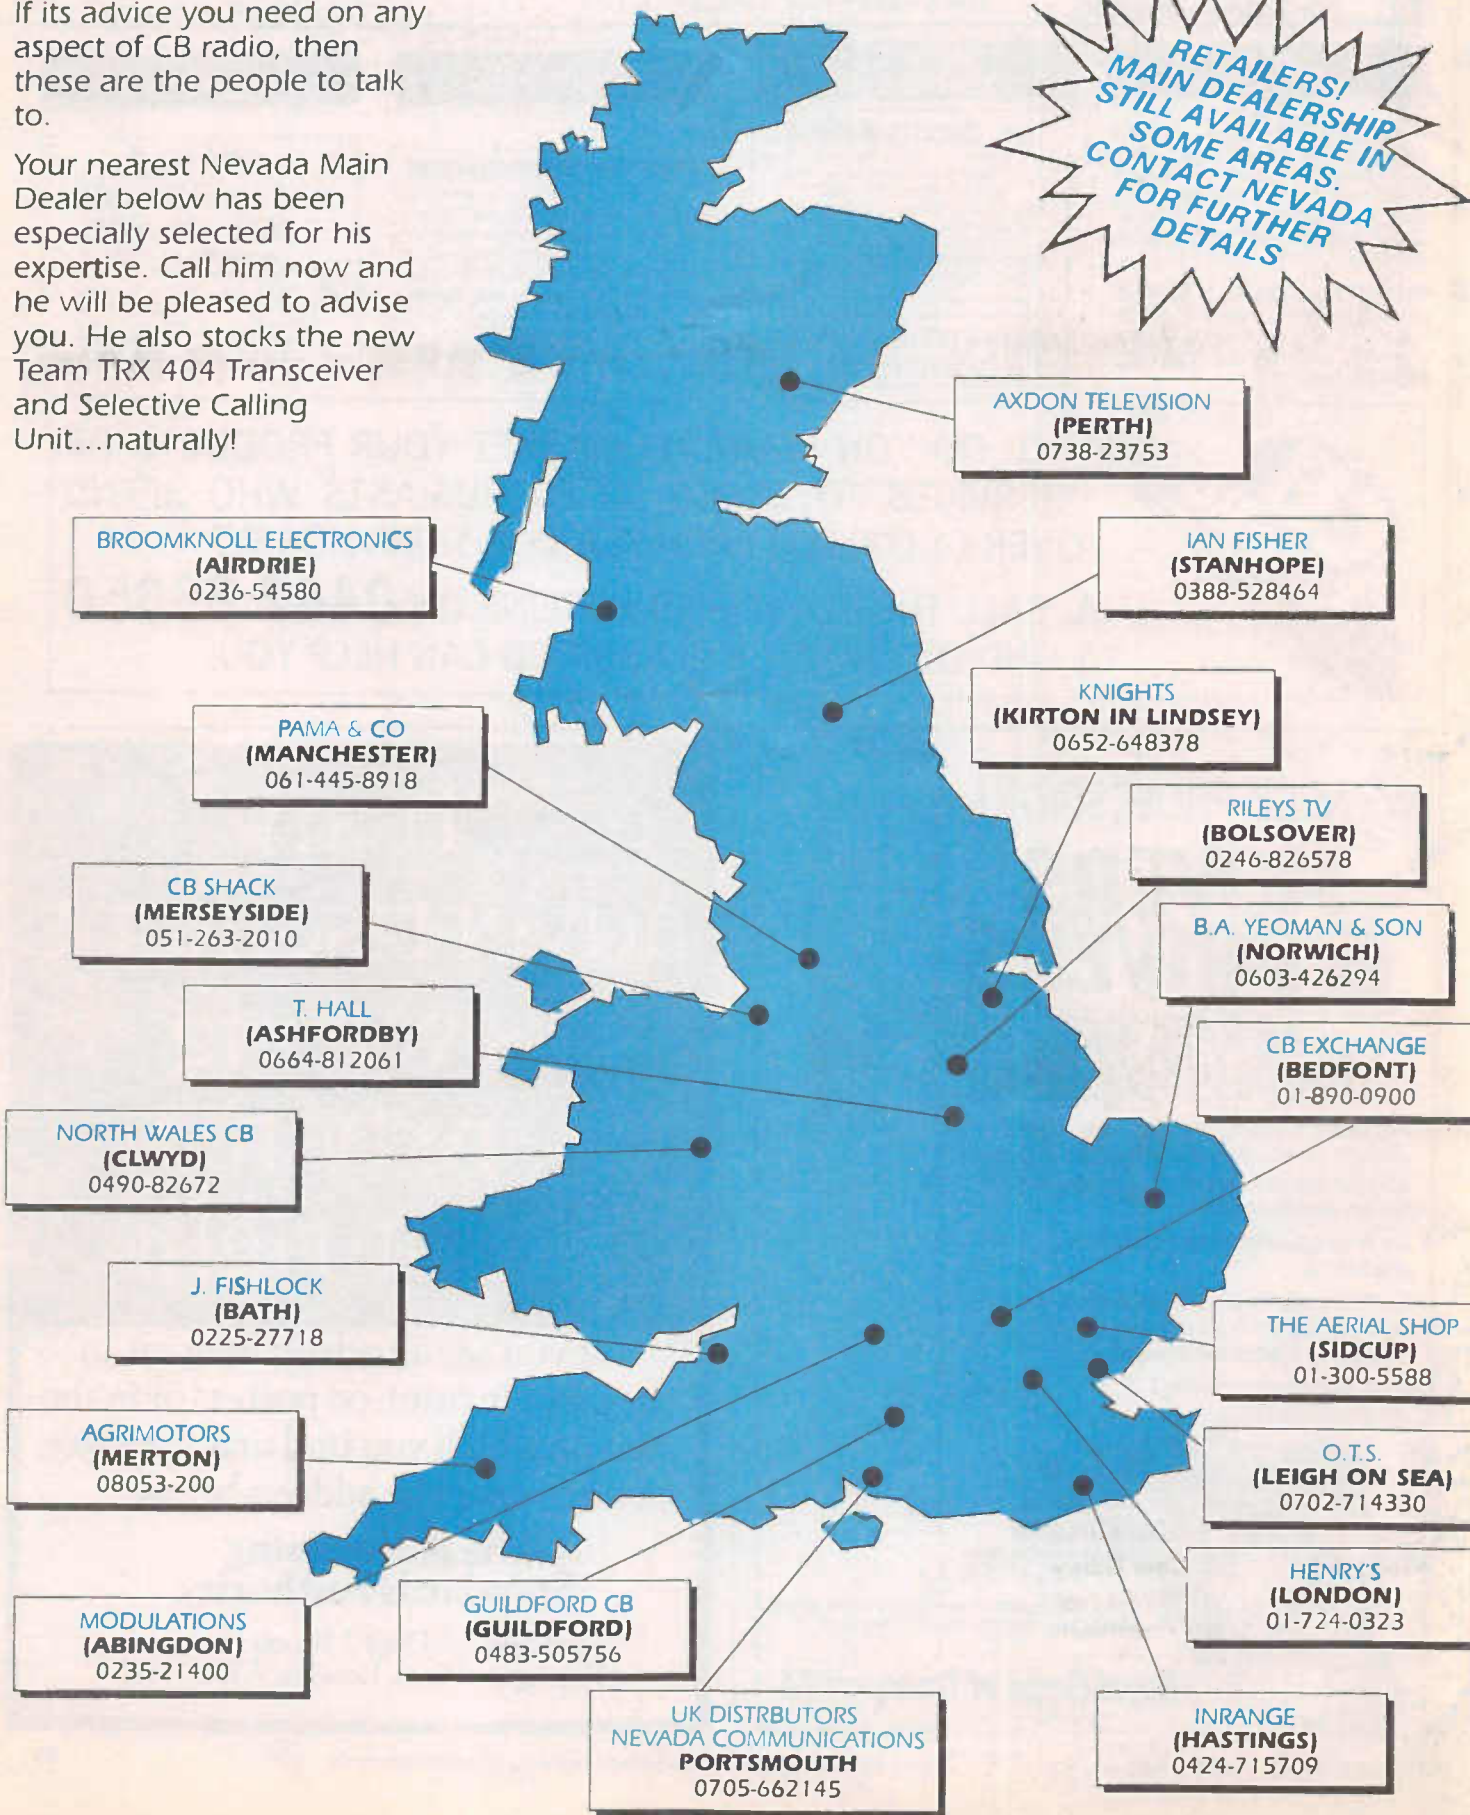 If its advice you need on any
aspect of CB radio, then
these are the people to talk
to.
Your nearest Nevada Main
Dealer below has been
especially selected for his
expertise. Call him now and
he will be pleased to advise
you. He also stocks the new
Team TRX 404 Transceiver
and Selective Calling
Unit...naturally!
RETAILERS!
MAIN DEALERSHIP
STILL AVAILABLE IN
SOME AREAS.
CONTACT NEVADA
FOR FURTHER
DETAILS
AXDON TELEVISION
(PERTH)
0738-23753
BROOMKNOLL ELECTRONICS
(AIRDRIE)
0236-54580
IAN FISHER
(STANHOPE)
0388-528464
KNIGHTS
(KIRTON IN LINDSEY)
0652-648378
PAMA & CO
(MANCHESTER)
061-445-8918
RILEYS TV
(BOLSOVER)
0246-826578
CB SHACK
(MERSEYSIDE)
051-263-2010
B.A. YEOMAN & SON
(NORWICH)
0603-426294
T. HALL
(ASHFORDBY)
0664-812061
CB EXCHANGE
(BEDFONT)
01-890-0900
NORTH WALES CB
(CLWYD)
0490-82672
J. FISHLOCK
(BATH)
0225-27718
THE AERIAL SHOP
(SIDCUP)
01-300-5588
AGRIMOTORS
(MERTON)
08053-200
O.T.S.
(LEIGH ON SEA)
0702-714330
HENRY'S
(LONDON)
01-724-0323
MODULATIONS
(ABINGDON)
0235-21400
GUILDFORD CB
(GUILDFORD)
0483-505756
UK DISTRBUTORS
NEVADA COMMUNICATIONS
PORTSMOUTH
0705-662145
INRANGE
(HASTINGS)
0424-715709